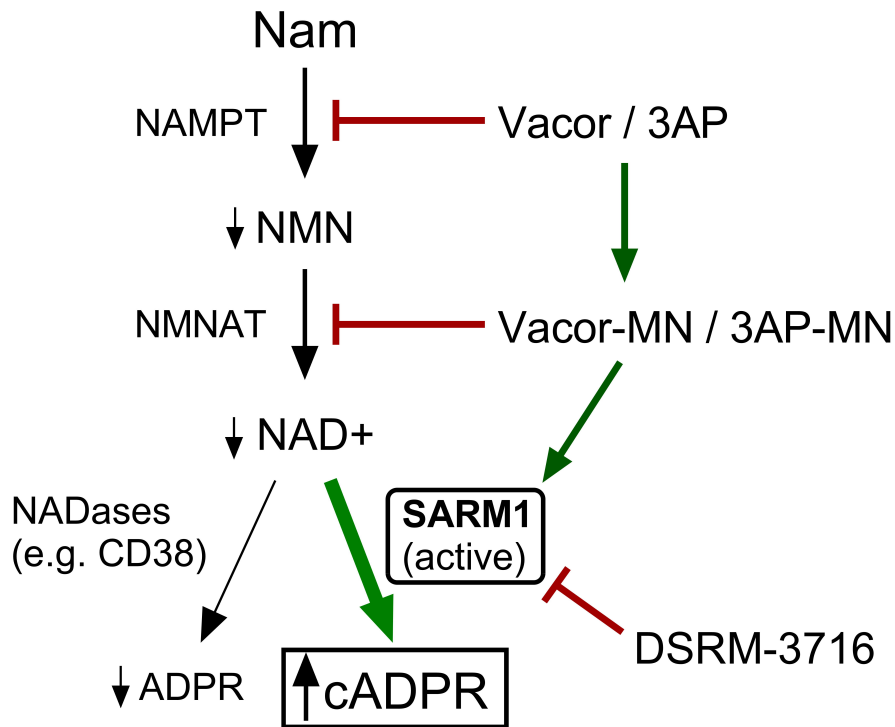 Nam
NAMPT
Vacor / 3AP
NMN
NMNAT
Vacor-MN / 3AP-MN
NAD+
NADases
(e.g. CD38)
SARM1
(active)
DSRM-3716
ADPR
cADPR